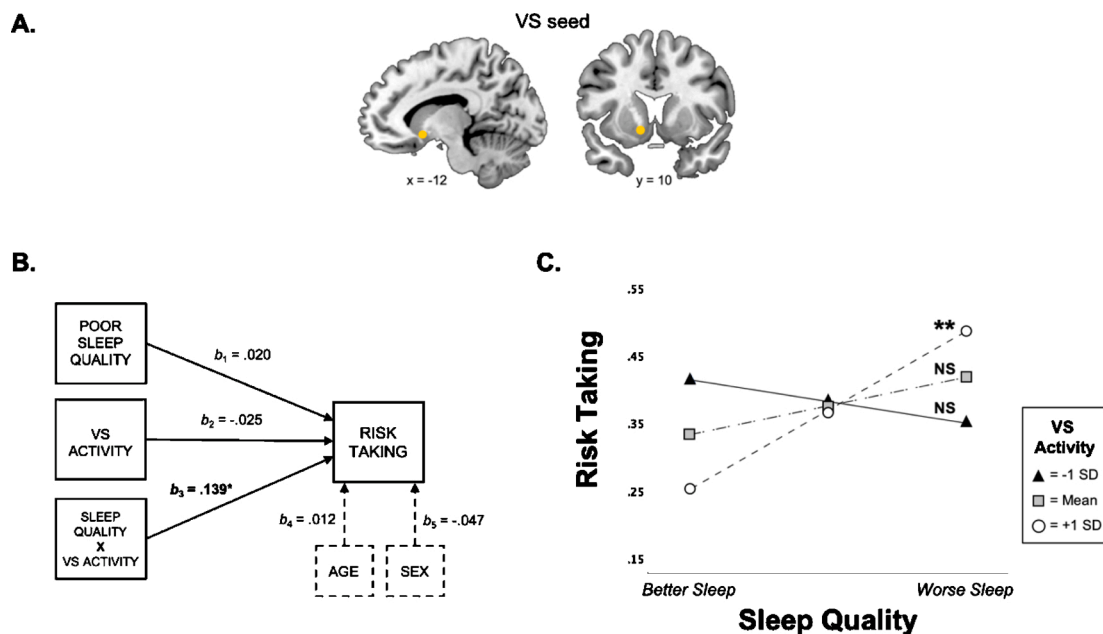 A.
VS seed
x = -12
y = 10
B.
POOR
SLEEP
QUALITY
b₁ = .020
VS
ACTIVITY
b₂ = -.025
RISK
TAKING
b₃ = .139*
SLEEP
QUALITY
X
VS ACTIVITY
b₄ = .012
b₅ = -.047
AGE
SEX
C.
Risk Taking
.55
.45
.35
.25
.15
**
NS
NS
Better Sleep
Worse Sleep
Sleep Quality
VS
Activity
= -1 SD
= Mean
= +1 SD